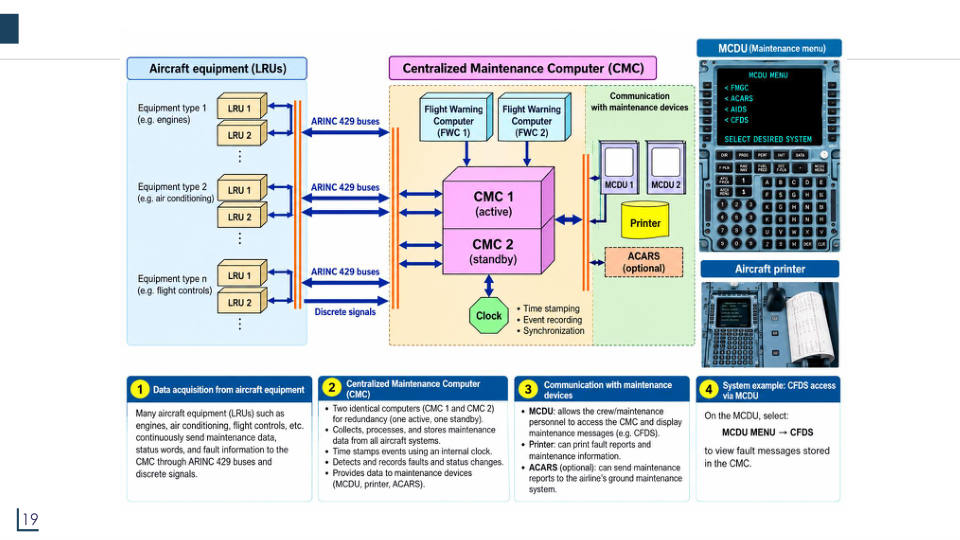 MCDU (Maintenance menu)
Aircraft equipment (LRUs)
Centralized Maintenance Computer (CMC)
Equipment type 1
(e.g. engines)
LRU 1
LRU 2
ARINC 429 buses
Equipment type 2
(e.g. air conditioning)
LRU 1
LRU 2
ARINC 429 buses
Equipment type n
(e.g. flight controls)
LRU 1
LRU 2
ARINC 429 buses
Discrete signals
Flight Warning
Computer
(FWC 1)
Flight Warning
Computer
(FWC 2)
CMC 1
(active)
CMC 2
(standby)
Clock
• Time stamping
• Event recording
• Synchronization
Communication
with maintenance devices
MCDU 1
MCDU 2
Printer
ACARS
(optional)
MCDU MENU
< FMGC
< ACARS
< AIDS
< CFDS
SELECT DESIRED SYSTEM
DIR
PROG
PERF
INIT
DATA
Aircraft printer
1 Data acquisition from aircraft equipment
Many aircraft equipment (LRUs) such as
engines, air conditioning, flight controls, etc.
continuously send maintenance data,
status words, and fault information to the
CMC through ARINC 429 buses and
discrete signals.
2 Centralized Maintenance Computer
(CMC)
• Two identical computers (CMC 1 and CMC 2)
for redundancy (one active, one standby).
• Collects, processes, and stores maintenance
data from all aircraft systems.
• Time stamps events using an internal clock.
• Detects and records faults and status changes.
• Provides data to maintenance devices
(MCDU, printer, ACARS).
3 Communication with maintenance
devices
• MCDU: allows the crew/maintenance
personnel to access the CMC and display
maintenance messages (e.g. CFDS).
• Printer: can print fault reports and
maintenance information.
• ACARS (optional): can send maintenance
reports to the airline's ground maintenance
system.
4 System example: CFDS access
via MCDU
On the MCDU, select:
MCDU MENU → CFDS
to view fault messages stored
in the CMC.
19